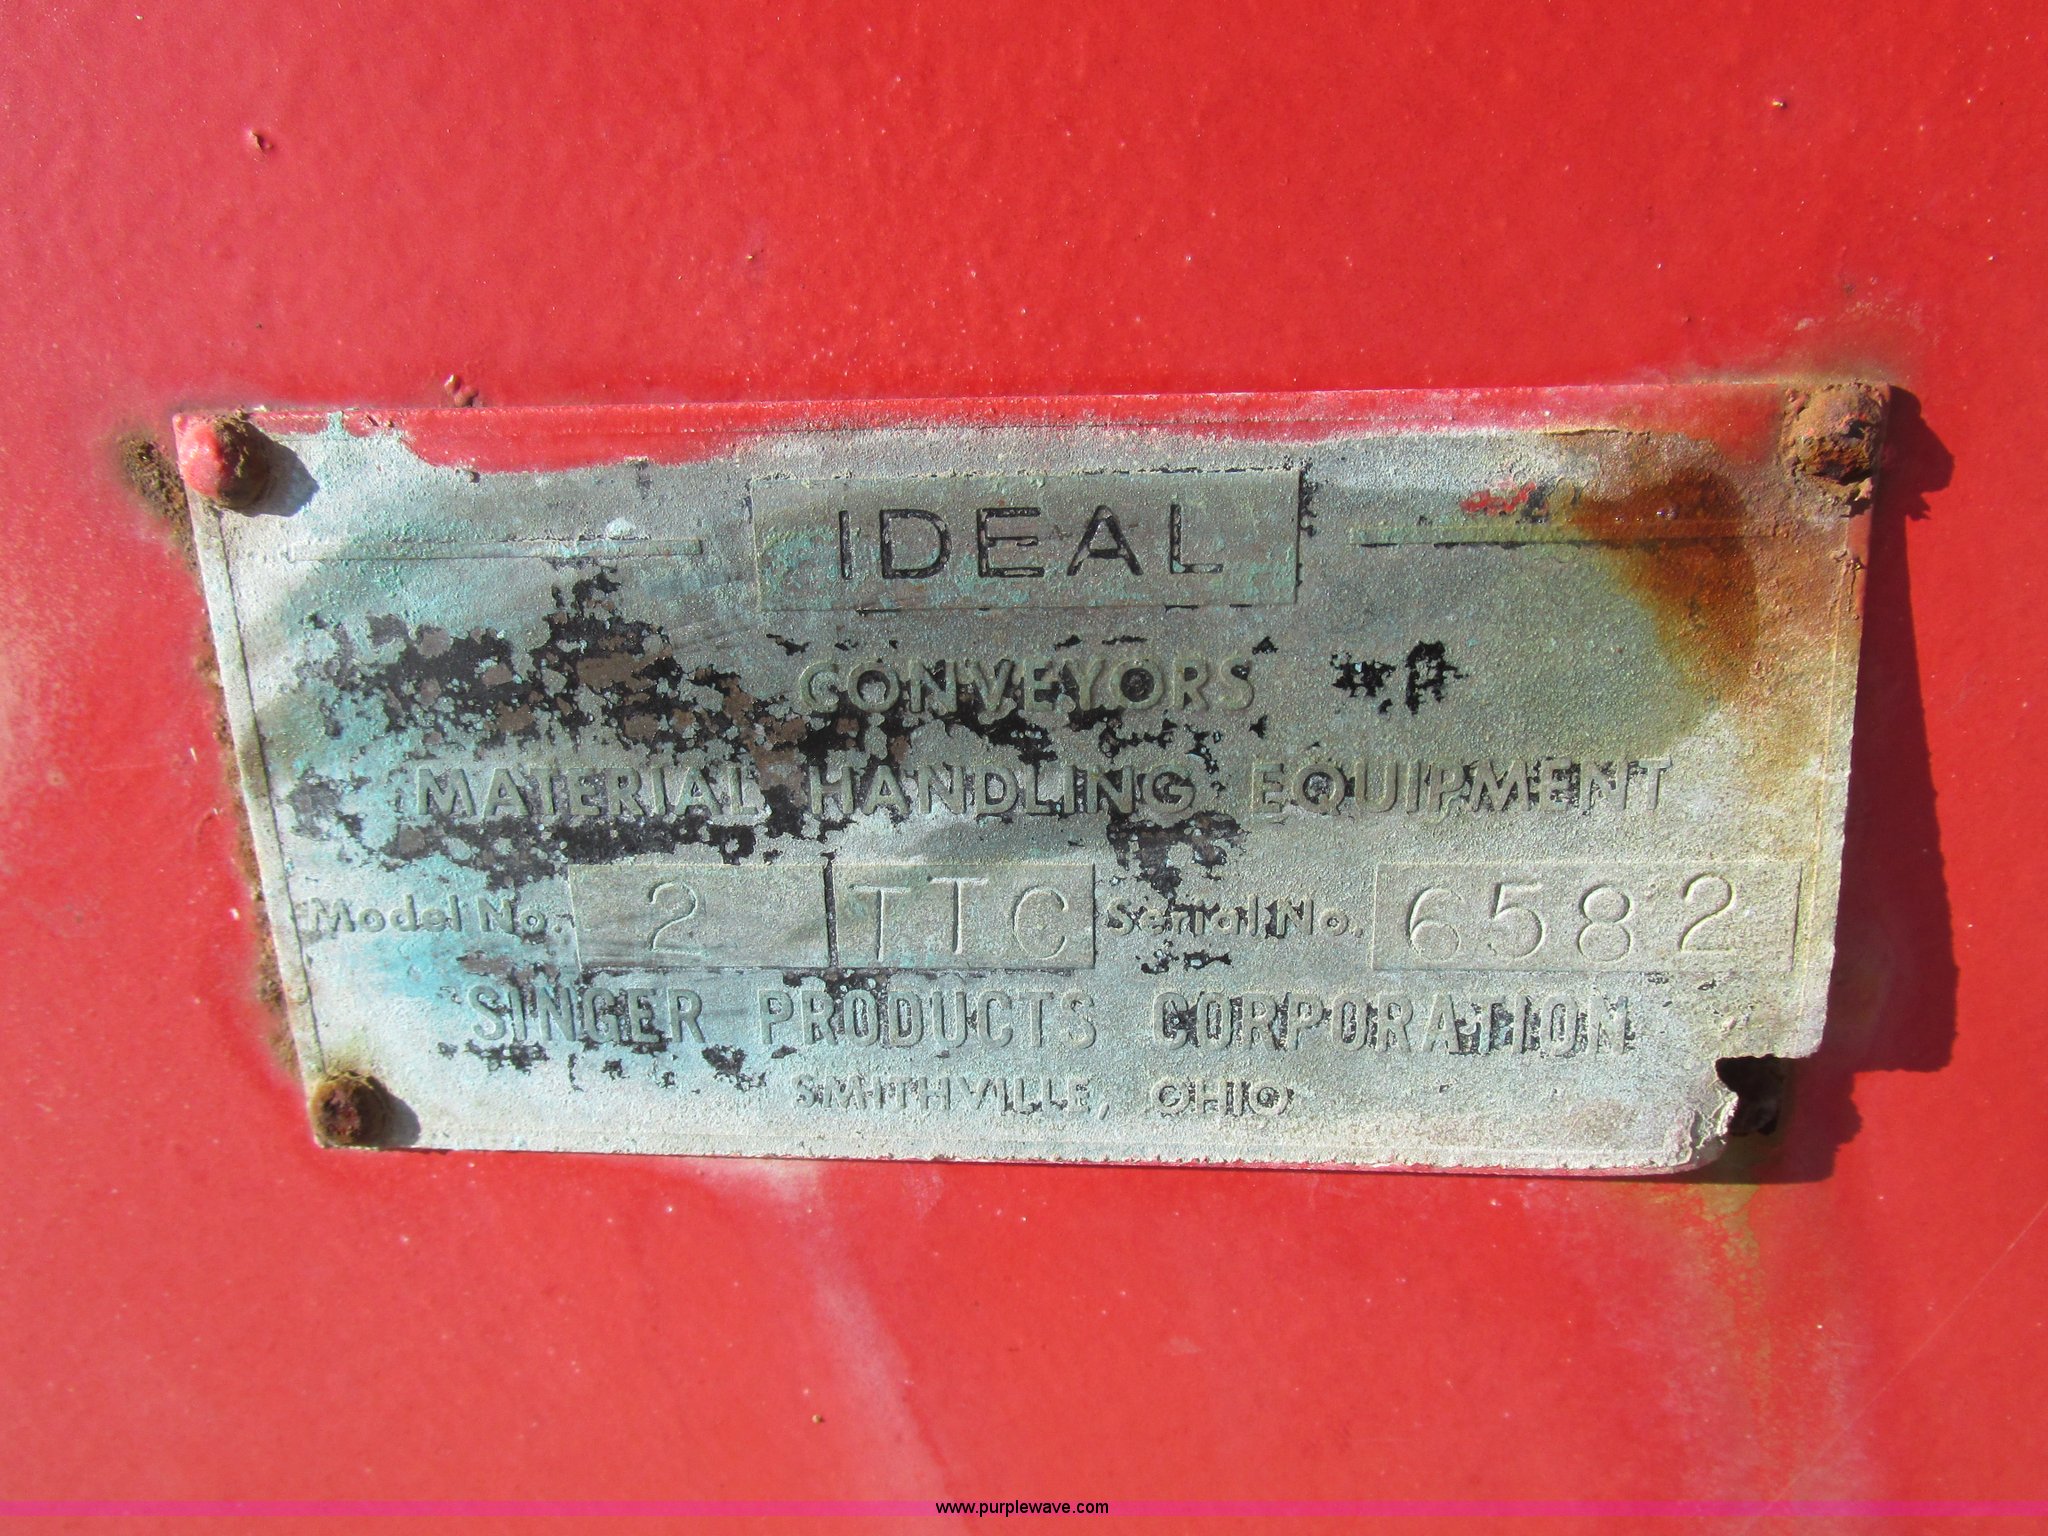 IDEAL
CONVEYORS
MATERIAL HANDLING EQUIPMENT
Model No. 2 TTC Serial No. 6582
SINGER PRODUCTS CORPORATION
SMITHVILLE, OHIO
www.purplewave.com